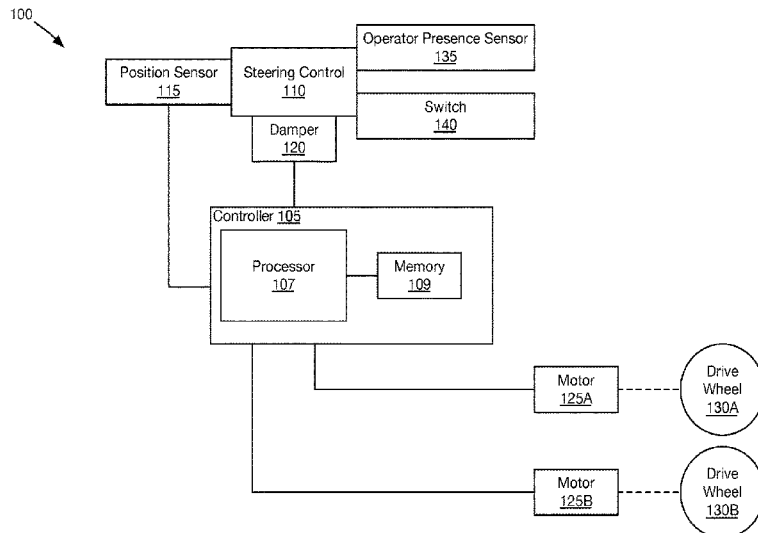 100
Operator Presence Sensor
135
Position Sensor
115
Steering Control
110
Switch
140
Damper
120
Controller 105
Processor
107
Memory
109
Motor
125A
Drive
Wheel
130A
Motor
125B
Drive
Wheel
130B